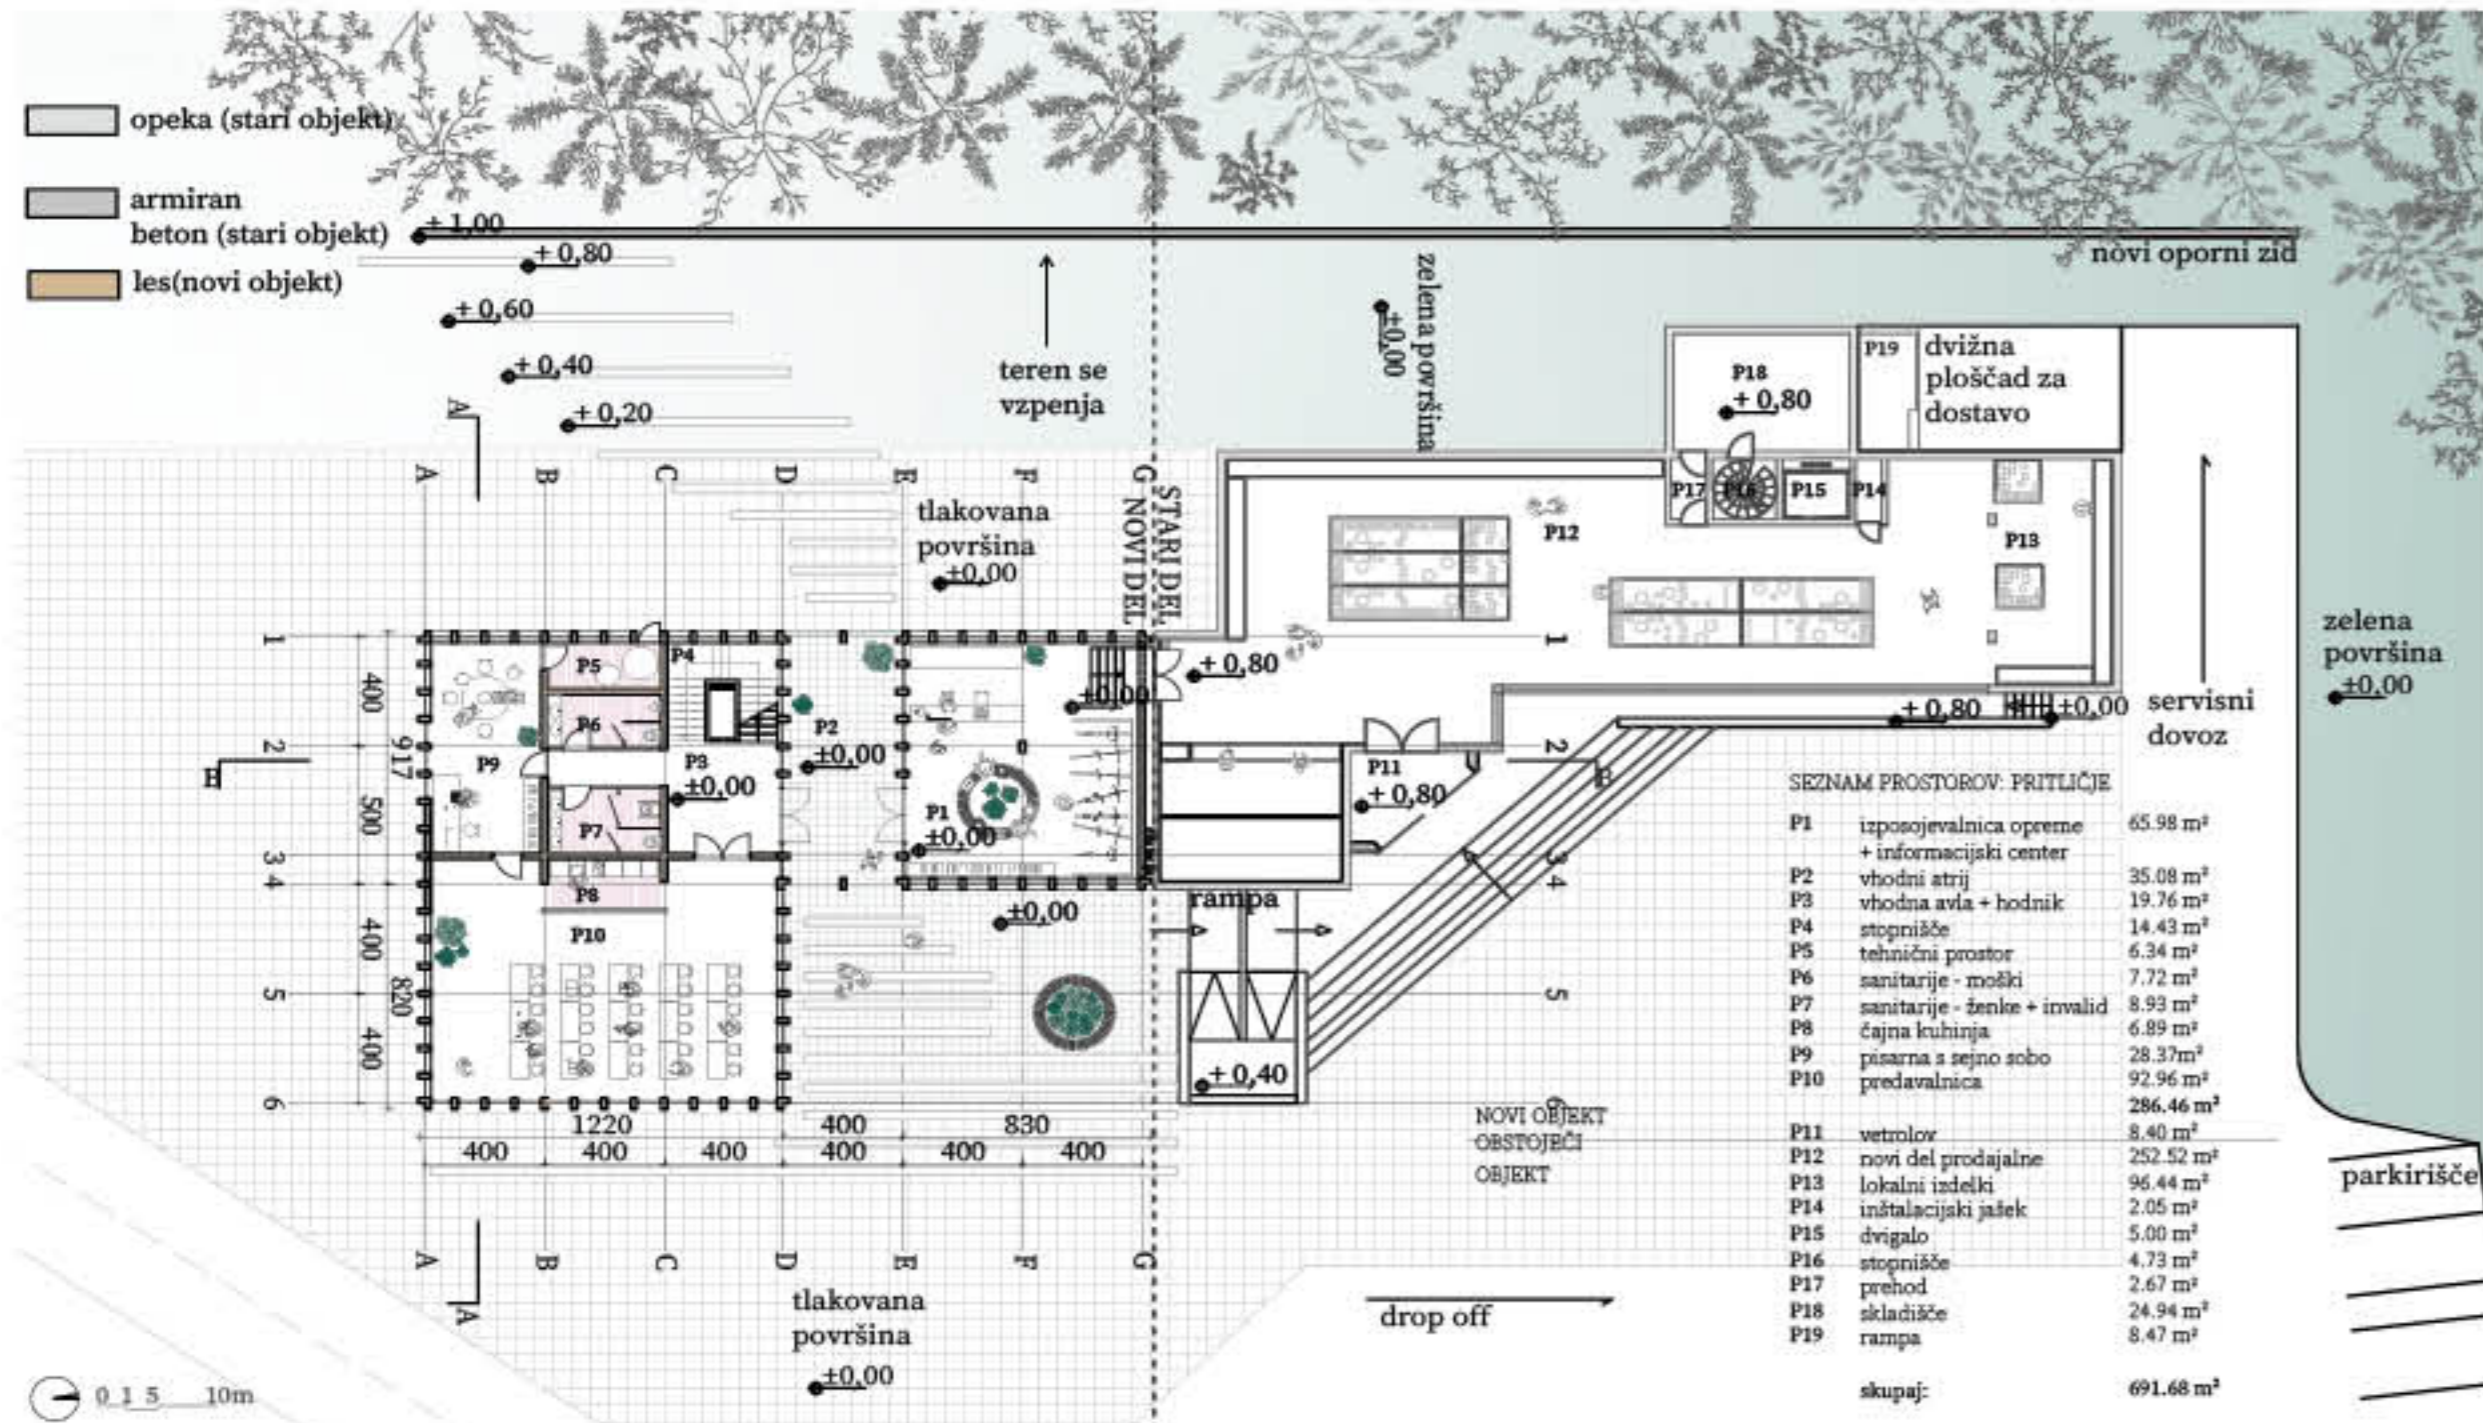 opeka (stari objekt)
armiran
beton (stari objekt)
les(novi objekt)
+ 1,00
+ 0,80
+ 0,60
+ 0,40
+ 0,20
novi oporni zid
teren se
vzpenja
zelena površina
±0,00
P18
+ 0,80
P19
dvižna
ploščad za
dostavo
A
A B C D E F G
NOVI DEL
STARI DEL
tlakovana
površina
±0,00
P17 P16 P15 P14
P12
P13
1
2
3
4
5
6
400
917
500
400
820
400
P5
P4
P6
P2
±0,00
P9
P3
±0,00
P7
P1
±0,00
±0,00
P8
P10
±0,00
+ 0,80
1
2
3
4
5
6
P11
+ 0,80
B
B
+ 0,80
±0,00
servisni
dovoz
zelena
površina
±0,00
rampa
+ 0,40
1220 400 830
400 400 400 400 400 400
A B C D E F G
A
NOVI OBJEKT
OBSTOJEČI
OBJEKT
SEZNAM PROSTOROV: PRITLIČJE
P1 izposojevalnica opreme 65.98 m²
+ informacijski center
P2 vhodni atrij 35.08 m²
P3 vhodna avla + hodnik 19.76 m²
P4 stopnišče 14.43 m²
P5 tehnični prostor 6.34 m²
P6 sanitarije - moški 7.72 m²
P7 sanitarije - ženke + invalid 8.93 m²
P8 čajna kuhinja 6.89 m²
P9 pisarna s sejno sobo 28.37m²
P10 predavalnica 92.96 m²
286.46 m²
P11 vetrolov 8.40 m²
P12 novi del prodajalne 252.52 m²
P13 lokalni izdelki 96.44 m²
P14 inštalacijski jašek 2.05 m²
P15 dvigalo 5.00 m²
P16 stopnišče 4.73 m²
P17 prehod 2.67 m²
P18 skladišče 24.94 m²
P19 rampa 8.47 m²
skupaj: 691.68 m²
parkirišče
drop off
tlakovana
površina
±0,00
0 1 5 10m